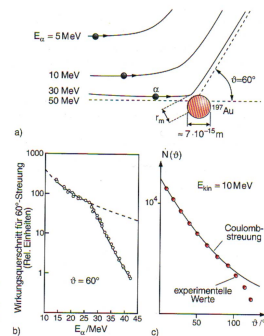 E_α = 5 MeV
10 MeV
30 MeV
50 MeV
α
ϑ=60°
r_m
¹⁹⁷Au
≈ 7·10⁻¹⁵ m
a)
Wirkungsquerschnitt für
60°-Streuung
(Rel. Einheiten)
1000
100
10
1
ϑ = 60°
10 15 20 25 30 35 40 45
E_α/MeV
b)
N(ϑ)
E_kin = 10 MeV
10⁴
Coulomb-
streuung
experimentelle
Werte
50 100
ϑ/°
c)